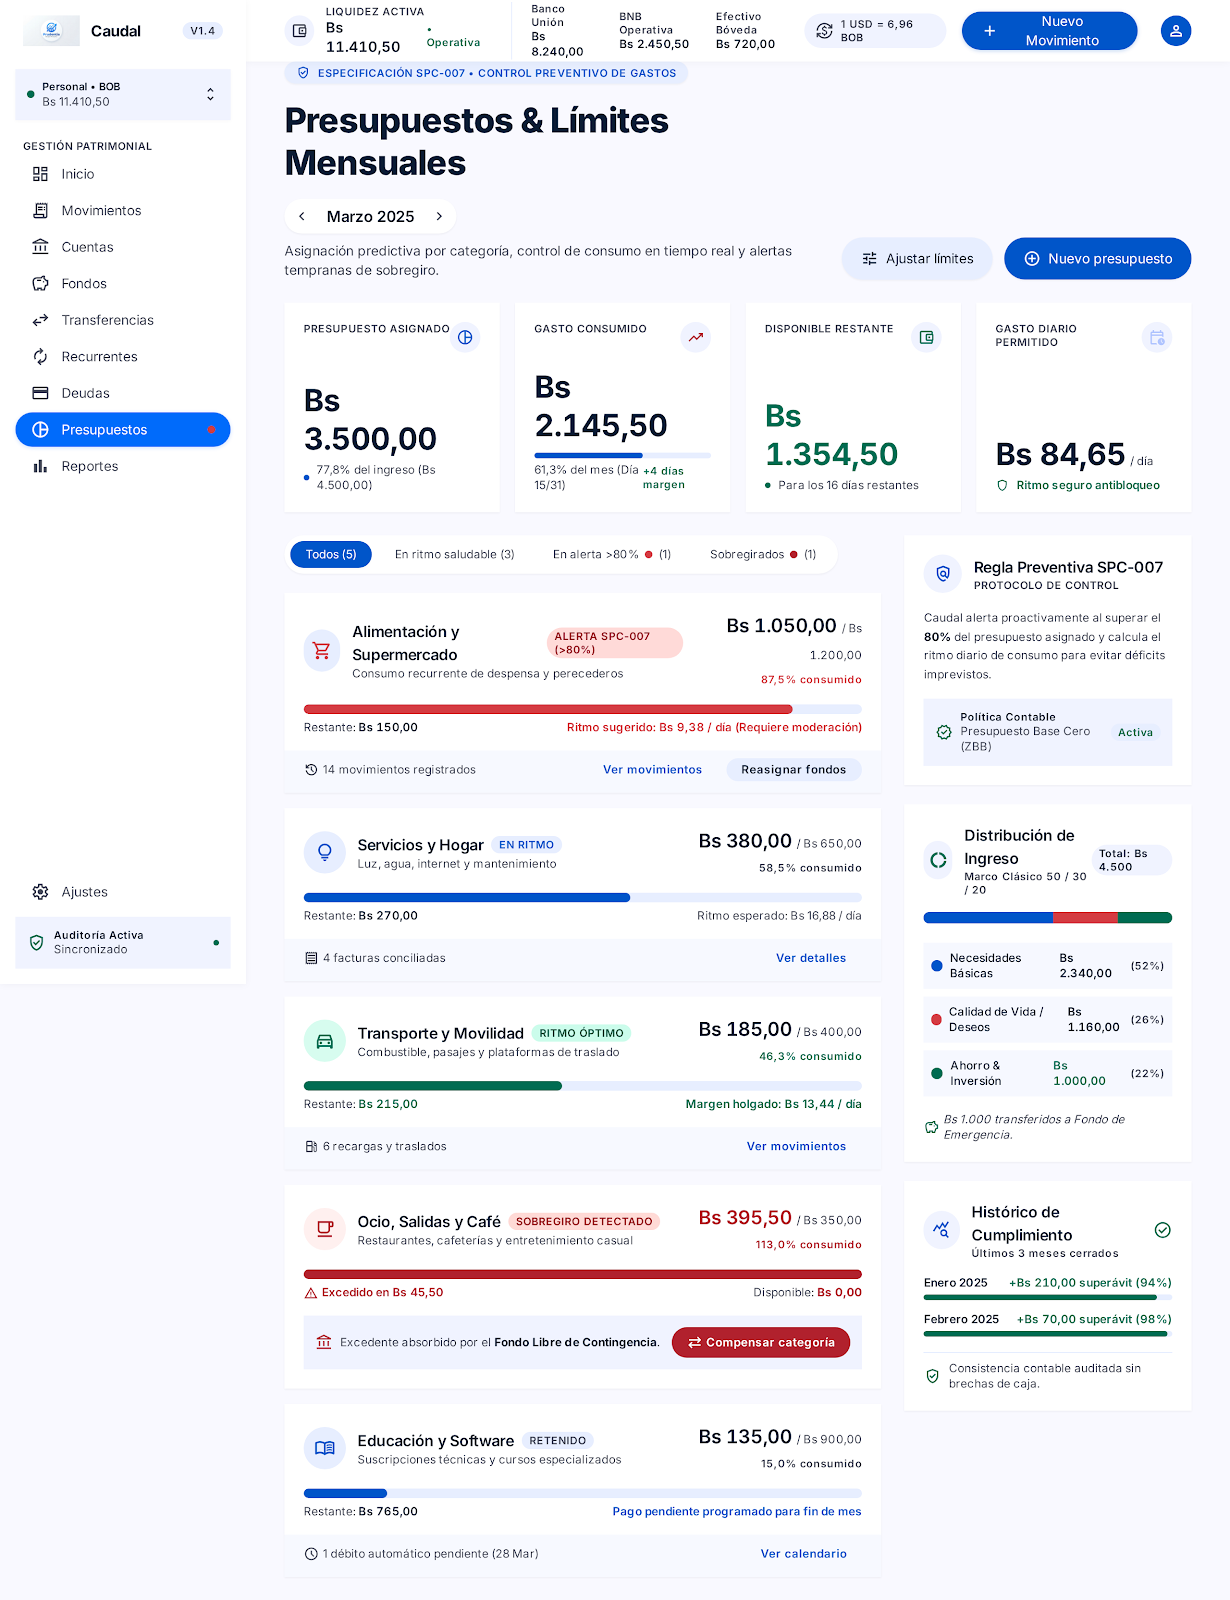 Caudal
V1.4
Personal • BOB
Bs 11.410,50
GESTIÓN PATRIMONIAL
Inicio
Movimientos
Cuentas
Fondos
Transferencias
Recurrentes
Deudas
Presupuestos
Reportes
Ajustes
Auditoría Activa
Sincronizado
LIQUIDEZ ACTIVA
Bs
11.410,50
•
Operativa
Banco
Unión
Bs
8.240,00
BNB
Operativa
Bs 2.450,50
Efectivo
Bóveda
Bs 720,00
1 USD = 6,96
BOB
Nuevo
Movimiento
ESPECIFICACIÓN SPC-007 • CONTROL PREVENTIVO DE GASTOS
Presupuestos & Límites
Mensuales
Marzo 2025
Asignación predictiva por categoría, control de consumo en tiempo real y alertas
tempranas de sobregiro.
Ajustar límites
Nuevo presupuesto
PRESUPUESTO ASIGNADO
Bs
3.500,00
77,8% del ingreso (Bs
4.500,00)
GASTO CONSUMIDO
Bs
2.145,50
61,3% del mes (Día
15/31)
+4 días
margen
DISPONIBLE RESTANTE
Bs
1.354,50
Para los 16 días restantes
GASTO DIARIO
PERMITIDO
Bs 84,65 / día
Ritmo seguro antibloqueo
Todos (5)
En ritmo saludable (3)
En alerta >80% (1)
Sobregirados (1)
Alimentación y
Supermercado
ALERTA SPC-007
(>80%)
Consumo recurrente de despensa y perecederos
Bs 1.050,00 / Bs
1.200,00
87,5% consumido
Restante: Bs 150,00
Ritmo sugerido: Bs 9,38 / día (Requiere moderación)
14 movimientos registrados
Ver movimientos
Reasignar fondos
Servicios y Hogar
EN RITMO
Luz, agua, internet y mantenimiento
Bs 380,00 / Bs 650,00
58,5% consumido
Restante: Bs 270,00
Ritmo esperado: Bs 16,88 / día
4 facturas conciliadas
Ver detalles
Transporte y Movilidad
RITMO ÓPTIMO
Combustible, pasajes y plataformas de traslado
Bs 185,00 / Bs 400,00
46,3% consumido
Restante: Bs 215,00
Margen holgado: Bs 13,44 / día
6 recargas y traslados
Ver movimientos
Ocio, Salidas y Café
SOBREGIRO DETECTADO
Restaurantes, cafeterías y entretenimiento casual
Bs 395,50 / Bs 350,00
113,0% consumido
Excedido en Bs 45,50
Disponible: Bs 0,00
Excedente absorbido por el Fondo Libre de Contingencia.
Compensar categoría
Educación y Software
RETENIDO
Suscripciones técnicas y cursos especializados
Bs 135,00 / Bs 900,00
15,0% consumido
Restante: Bs 765,00
Pago pendiente programado para fin de mes
1 débito automático pendiente (28 Mar)
Ver calendario
Regla Preventiva SPC-007
PROTOCOLO DE CONTROL
Caudal alerta proactivamente al superar el
80% del presupuesto asignado y calcula el
ritmo diario de consumo para evitar déficits
imprevistos.
Política Contable
Presupuesto Base Cero
(ZBB)
Activa
Distribución de
Ingreso
Marco Clásico 50 / 30
/ 20
Total: Bs
4.500
Necesidades
Básicas
Bs
2.340,00
(52%)
Calidad de Vida /
Deseos
Bs
1.160,00
(26%)
Ahorro &
Inversión
Bs
1.000,00
(22%)
Bs 1.000 transferidos a Fondo de
Emergencia.
Histórico de
Cumplimiento
Últimos 3 meses cerrados
Enero 2025
+Bs 210,00 superávit (94%)
Febrero 2025
+Bs 70,00 superávit (98%)
Consistencia contable auditada sin
brechas de caja.